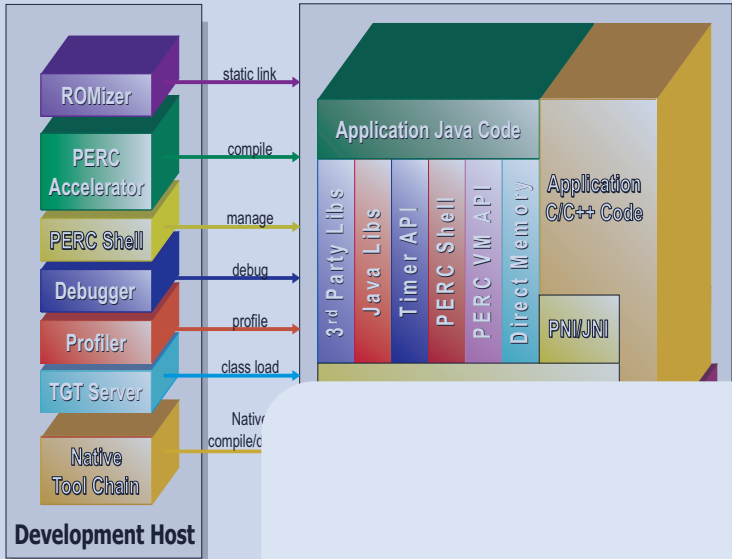 ROMizer
PERC
Accelerator
PERC Shell
Debugger
Profiler
TGT Server
Native
Tool Chain
Development Host
static link
compile
manage
debug
profile
class load
Native
Application Java Code
3rd Party Libs
Java Libs
Timer API
PERC Shell
PERC VM API
Direct Memory
Application
C/C++ Code
PNI/JNI